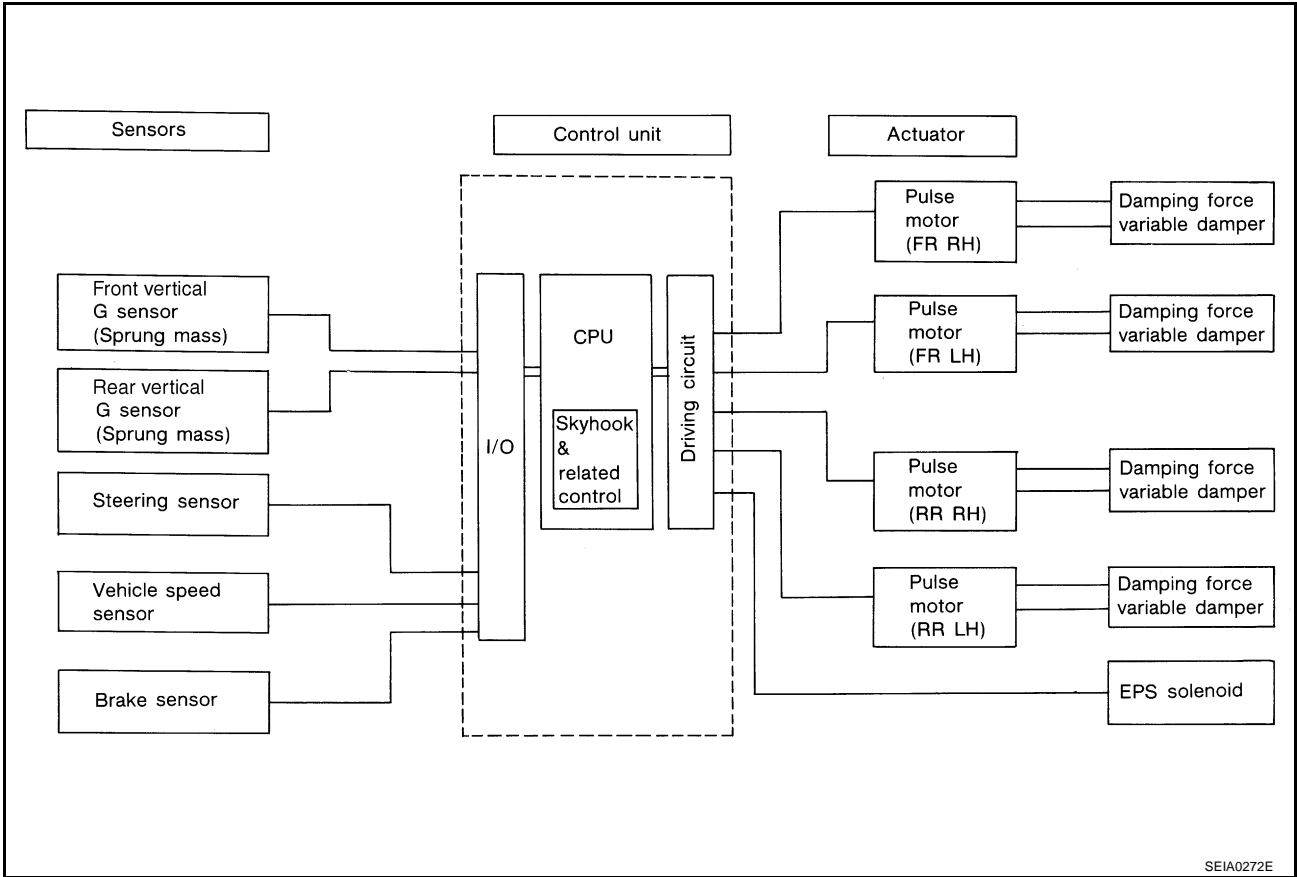 Sensors
Control unit
Actuator
Front vertical
G sensor
(Sprung mass)
Rear vertical
G sensor
(Sprung mass)
Steering sensor
Vehicle speed
sensor
Brake sensor
I/O
CPU
Skyhook
&
related
control
Driving circuit
Pulse
motor
(FR RH)
Damping force
variable damper
Pulse
motor
(FR LH)
Damping force
variable damper
Pulse
motor
(RR RH)
Damping force
variable damper
Pulse
motor
(RR LH)
Damping force
variable damper
EPS solenoid
SEIA0272E